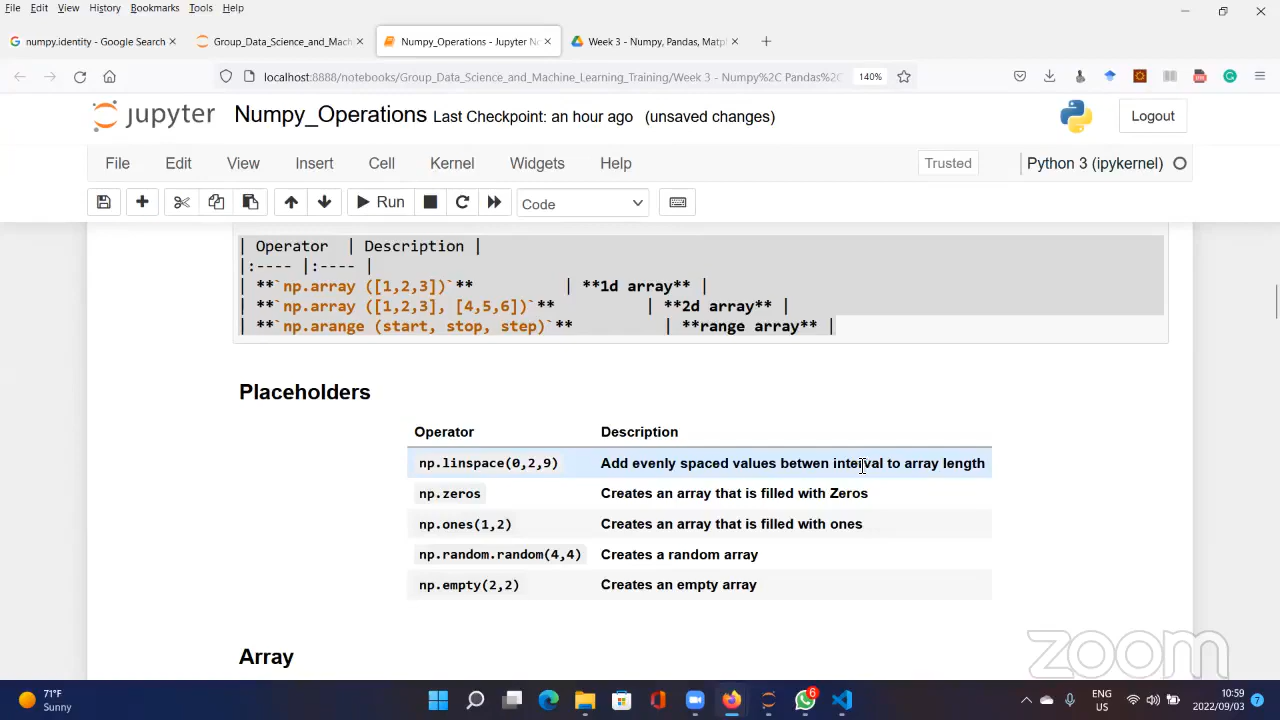 File Edit View History Bookmarks Tools Help
numpy.identity - Google Search
Group_Data_Science_and_Mach
Numpy_Operations - Jupyter No
Week 3 - Numpy, Pandas, Matp
localhost:8888/notebooks/Group_Data_Science_and_Machine_Learning_Training/Week 3 - Numpy%2C Pandas%2C
140%
jupyter Numpy_Operations Last Checkpoint: an hour ago (unsaved changes)
Logout
File Edit View Insert Cell Kernel Widgets Help
Trusted
Python 3 (ipykernel)
Run
Code
| Operator | Description |
|:---- |:---- |
| **`np.array ([1,2,3])`** | **1d array** |
| **`np.array ([1,2,3], [4,5,6])`** | **2d array** |
| **`np.arange (start, stop, step)`** | **range array** |
Placeholders
Operator Description
np.linspace(0,2,9) Add evenly spaced values betwen interval to array length
np.zeros Creates an array that is filled with Zeros
np.ones(1,2) Creates an array that is filled with ones
np.random.random(4,4) Creates a random array
np.empty(2,2) Creates an empty array
Array
zoom
71°F
Sunny
6
ENG
US
10:59
2022/09/03
7